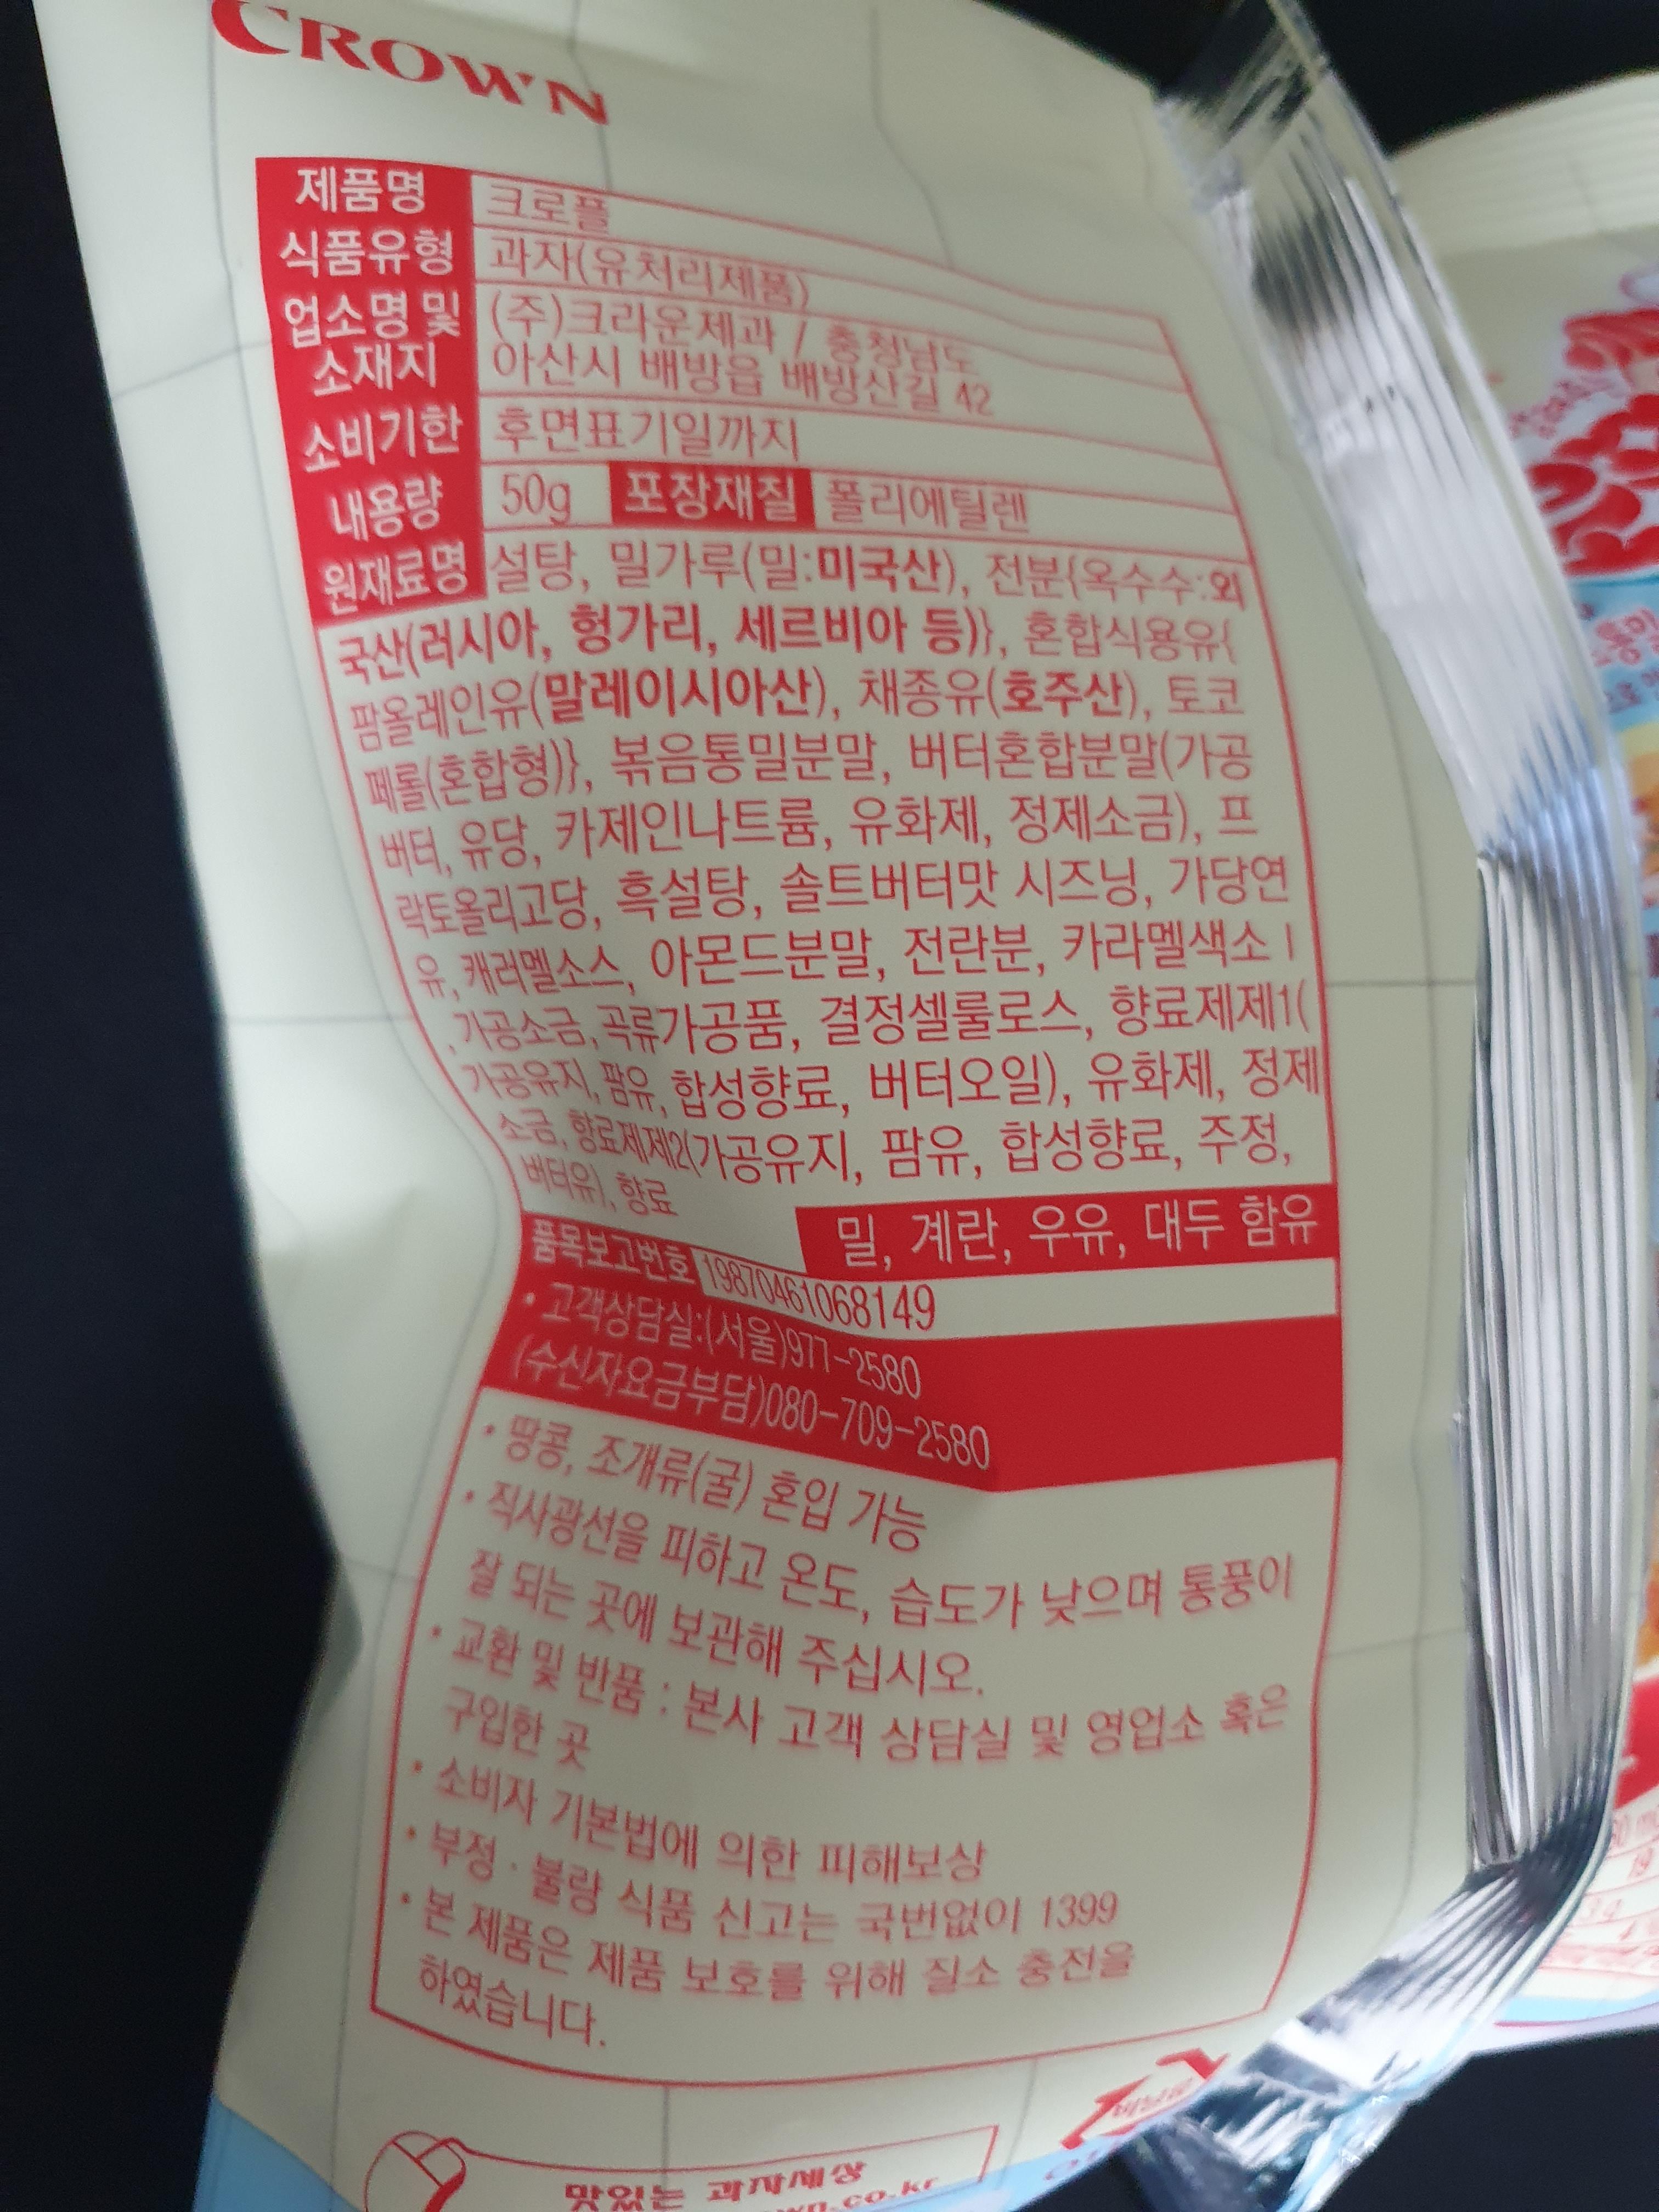 CROWN
제품명 크로플
식품유형 과자(유처리제품)
업소명 및 (주)크라운제과 / 충청남도
소재지 아산시 배방읍 배방산길 42
소비기한 후면표기일까지
내용량 50g 포장재질 폴리에틸렌
원재료명 설탕, 밀가루(밀:미국산), 전분{옥수수:외
국산(러시아, 헝가리, 세르비아 등)}, 혼합식용유{
팜올레인유(말레이시아산), 채종유(호주산), 토코
페롤(혼합형)}, 볶음통밀분말, 버터혼합분말(가공
버터, 유당, 카제인나트륨, 유화제, 정제소금), 프
락토올리고당, 흑설탕, 솔트버터맛 시즈닝, 가당연
유, 캐러멜소스, 아몬드분말, 전란분, 카라멜색소Ⅰ
, 가공소금, 곡류가공품, 결정셀룰로스, 향료제제1(
가공유지, 팜유, 합성향료, 버터오일), 유화제, 정제
소금, 향료제제2(가공유지, 팜유, 합성향료, 주정,
버터유), 향료
밀, 계란, 우유, 대두 함유
품목보고번호 19870461068149
• 고객상담실:(서울)977-2580
(수신자요금부담)080-709-2580
• 땅콩, 조개류(굴) 혼입 가능
• 직사광선을 피하고 온도, 습도가 낮으며 통풍이
잘 되는 곳에 보관해 주십시오.
• 교환 및 반품 : 본사 고객 상담실 및 영업소 혹은
구입한 곳
• 소비자 기본법에 의한 피해보상
• 부정·불량 식품 신고는 국번없이 1399
• 본 제품은 제품 보호를 위해 질소 충전을
하였습니다.
비닐류
맛있는 과자세상